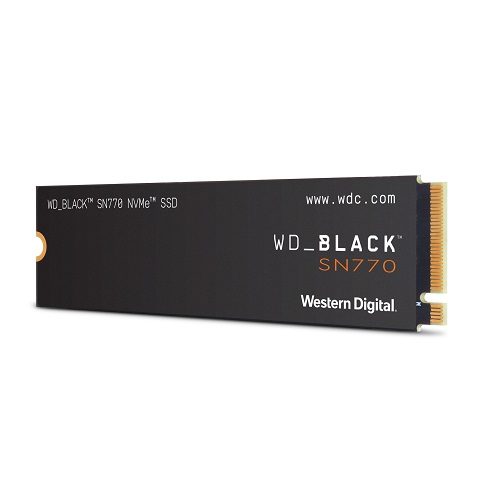 WD_BLACK™ SN770 NVMe™ SSD
www.wdc.com
WD_BLACK™
SN770
Western Digital.